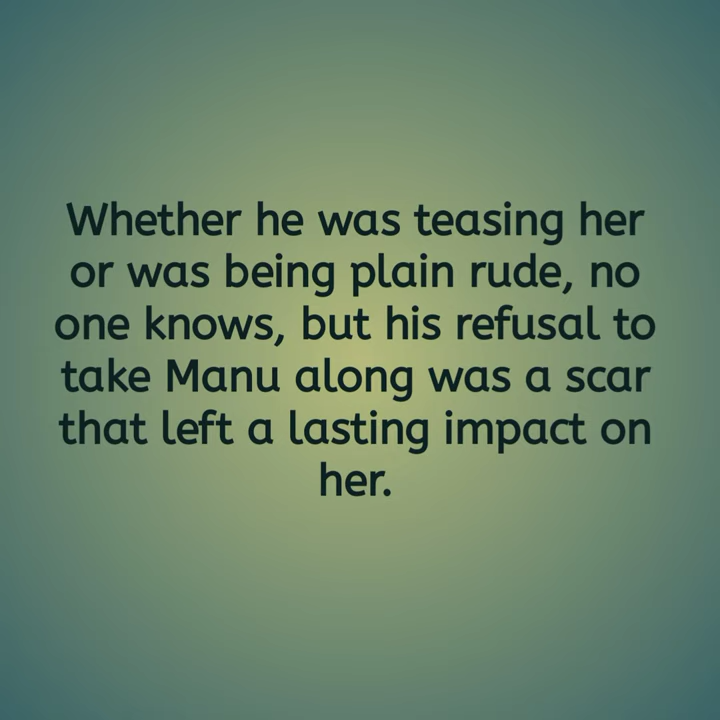 Whether he was teasing her
or was being plain rude, no
one knows, but his refusal to
take Manu along was a scar
that left a lasting impact on
her.